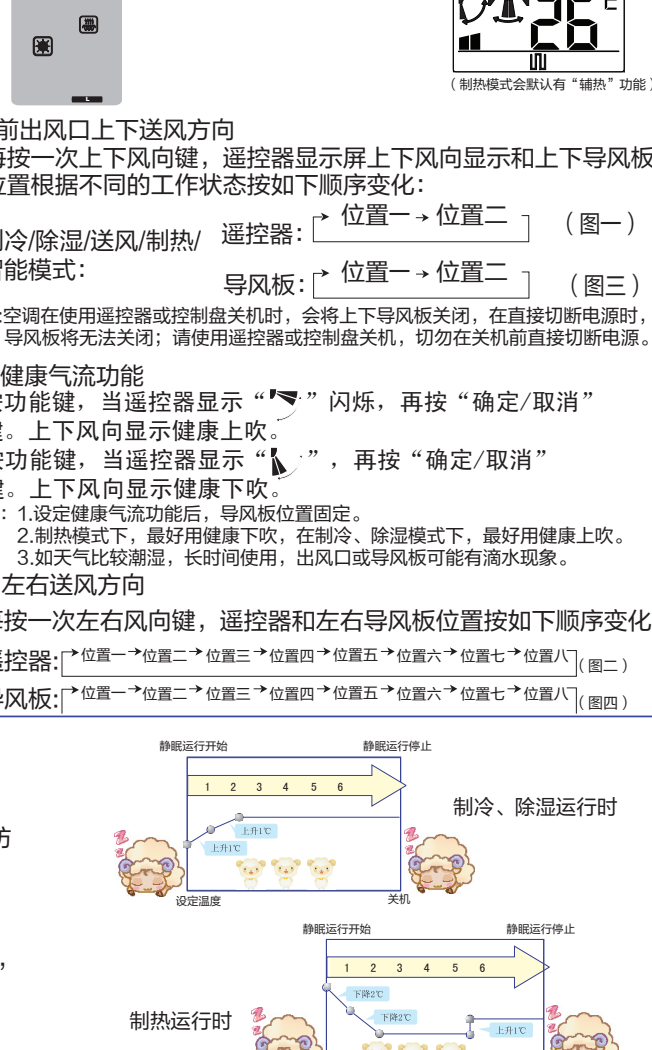 26
L
（制热模式会默认有“辅热”功能）
前出风口上下送风方向
每按一次上下风向键，遥控器显示屏上下风向显示和上下导风板
位置根据不同的工作状态按如下顺序变化：
制冷/除湿/送风/制热/
智能模式：
遥控器: 位置一→位置二 （图一）
导风板: 位置一→位置二 （图三）
:空调在使用遥控器或控制盘关机时，会将上下导风板关闭，在直接切断电源时，
导风板将无法关闭；请使用遥控器或控制盘关机，切勿在关机前直接切断电源。
健康气流功能
按功能键，当遥控器显示“ ”闪烁，再按“确定/取消”
键。上下风向显示健康上吹。
按功能键，当遥控器显示“ ”，再按“确定/取消”
键。上下风向显示健康下吹。
：1.设定健康气流功能后，导风板位置固定。
2.制热模式下，最好用健康下吹，在制冷、除湿模式下，最好用健康上吹。
3.如天气比较潮湿，长时间使用，出风口或导风板可能有滴水现象。
左右送风方向
每按一次左右风向键，遥控器和左右导风板位置按如下顺序变化
遥控器: 位置一→位置二→位置三→位置四→位置五→位置六→位置七→位置八（图二）
导风板: 位置一→位置二→位置三→位置四→位置五→位置六→位置七→位置八（图四）
静眠运行开始 静眠运行停止
1 2 3 4 5 6
制冷、除湿运行时
防
上升1℃
上升1℃
z z z
z z z
设定温度 关机
静眠运行开始 静眠运行停止
，
1 2 3 4 5 6
下降2℃
下降2℃
上升1℃
制热运行时
z z
z z